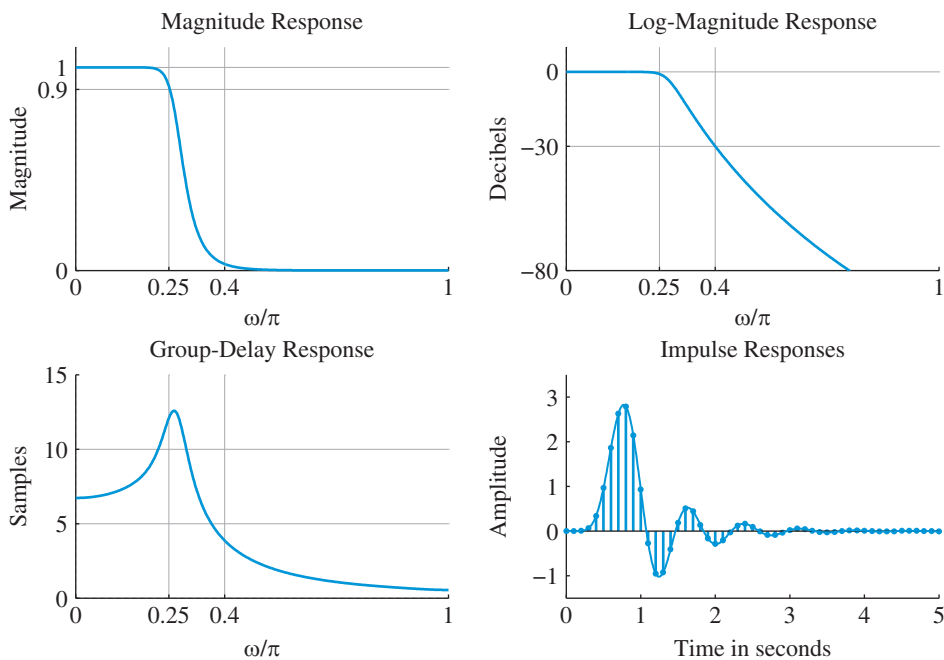 Magnitude Response
Magnitude
1
0.9
0
0 0.25 0.4 1
ω/π
Log-Magnitude Response
Decibels
0
−30
−80
0 0.25 0.4 1
ω/π
Group-Delay Response
Samples
15
10
5
0
0 0.25 0.4 1
ω/π
Impulse Responses
Amplitude
3
2
1
0
−1
0 1 2 3 4 5
Time in seconds